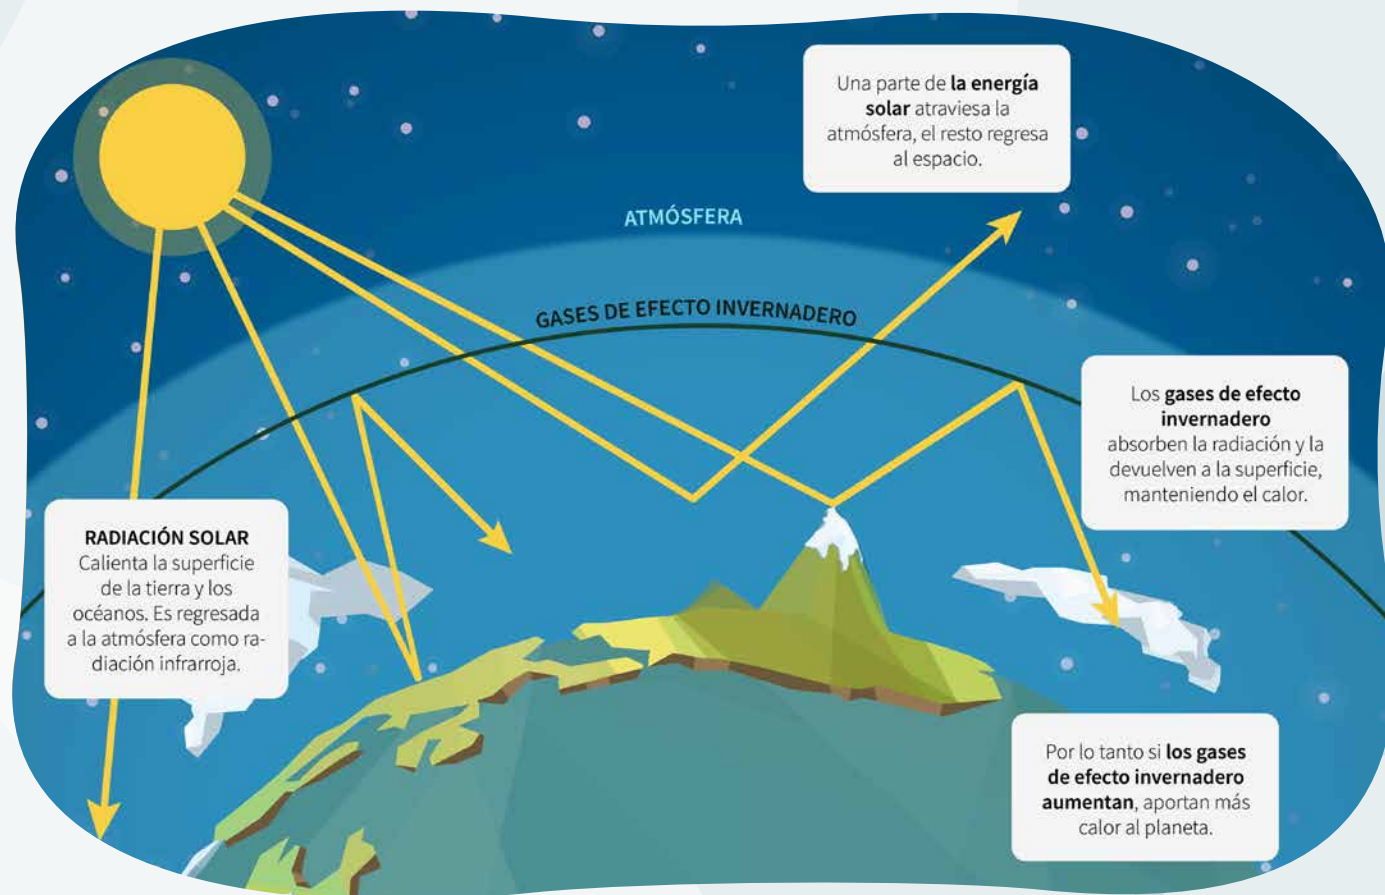 Una parte de la energía
solar atraviesa la
atmósfera, el resto regresa
al espacio.
ATMÓSFERA
GASES DE EFECTO INVERNADERO
Los gases de efecto
invernadero
absorben la radiación y la
devuelven a la superficie,
manteniendo el calor.
RADIACIÓN SOLAR
Calienta la superficie
de la tierra y los
océanos. Es regresada
a la atmósfera como ra-
diación infrarroja.
Por lo tanto si los gases
de efecto invernadero
aumentan, aportan más
calor al planeta.